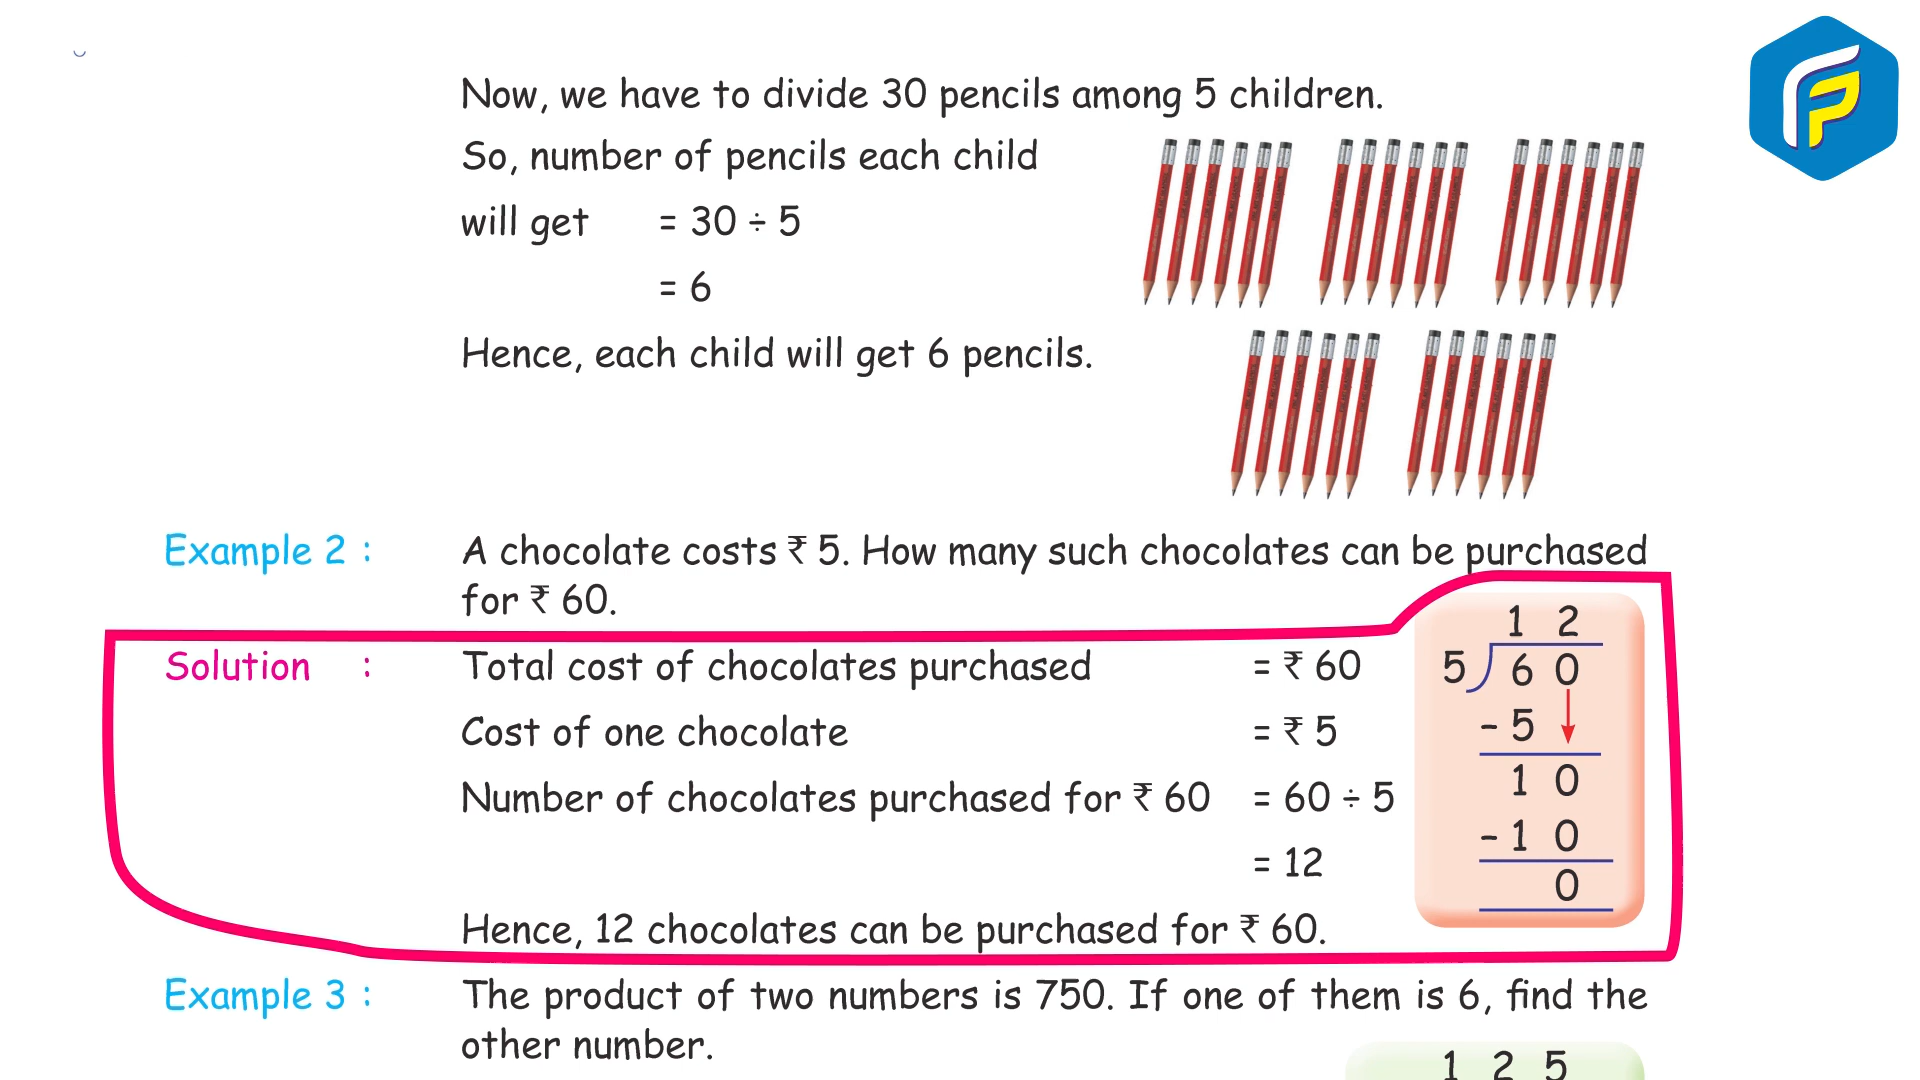 Now, we have to divide 30 pencils among 5 children.
So, number of pencils each child
will get = 30 ÷ 5
= 6
Hence, each child will get 6 pencils.
Example 2 : A chocolate costs ₹ 5. How many such chocolates can be purchased
for ₹ 60.
Solution : Total cost of chocolates purchased = ₹ 60
Cost of one chocolate = ₹ 5
Number of chocolates purchased for ₹ 60 = 60 ÷ 5
= 12
Hence, 12 chocolates can be purchased for ₹ 60.
1 2
5 6 0
- 5
1 0
- 1 0
0
Example 3 : The product of two numbers is 750. If one of them is 6, find the
other number.
1 2 5